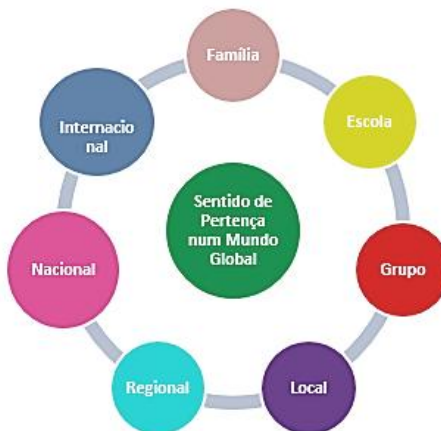 Família
Escola
Grupo
Local
Regional
Nacional
Internacio
nal
Sentido de
Pertença
num Mundo
Global